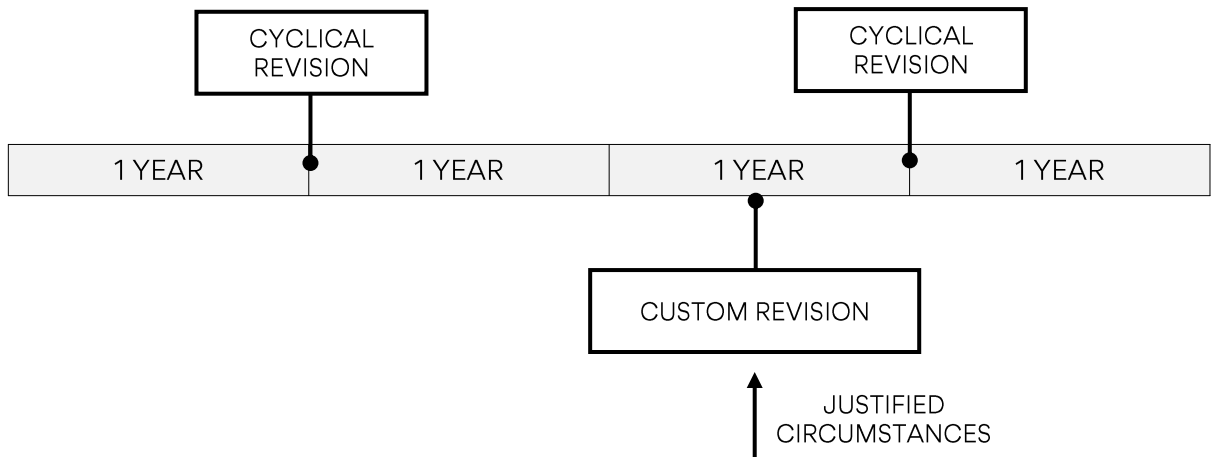 CYCLICAL
REVISION
CYCLICAL
REVISION
1 YEAR
1 YEAR
1 YEAR
1 YEAR
CUSTOM REVISION
JUSTIFIED
CIRCUMSTANCES